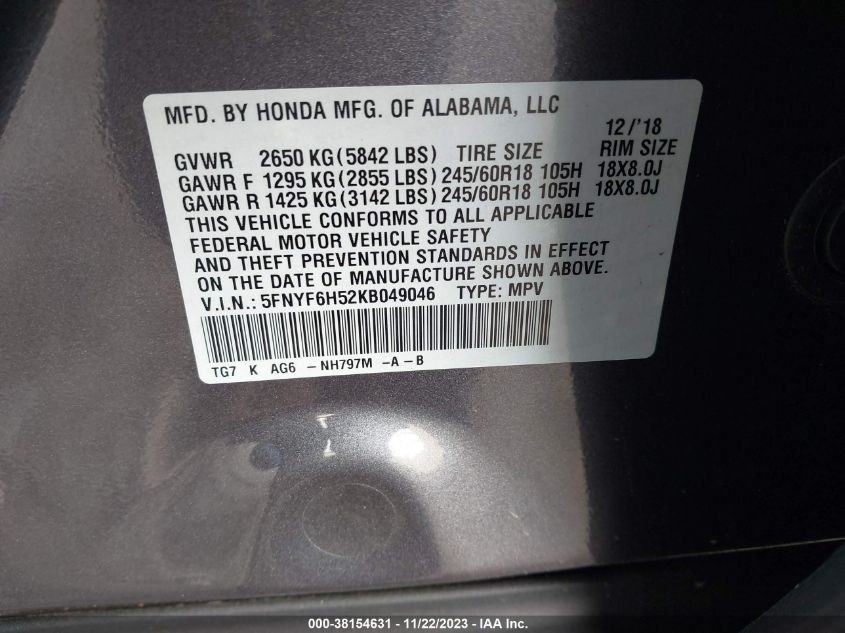 MFD. BY HONDA MFG. OF ALABAMA, LLC
12/'18
GVWR 2650 KG(5842 LBS) TIRE SIZE RIM SIZE
GAWR F 1295 KG(2855 LBS) 245/60R18 105H 18X8.0J
GAWR R 1425 KG(3142 LBS) 245/60R18 105H 18X8.0J
THIS VEHICLE CONFORMS TO ALL APPLICABLE
FEDERAL MOTOR VEHICLE SAFETY
AND THEFT PREVENTION STANDARDS IN EFFECT
ON THE DATE OF MANUFACTURE SHOWN ABOVE.
V.I.N.: 5FNYF6H52KB049046 TYPE: MPV
TG7 K AG6 -NH797M -A-B
000-38154631 - 11/22/2023 - IAA Inc.